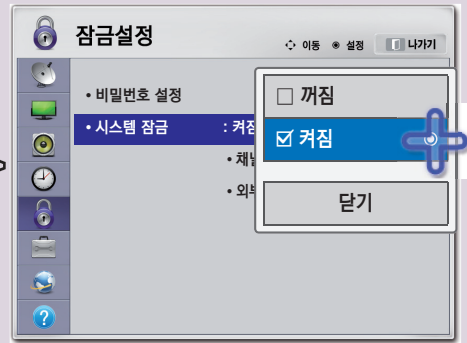 잠금설정
이동 설정 나가기
• 비밀번호 설정
• 시스템 잠금 : 켜짐
• 채널
• 외부
꺼짐
켜짐
닫기
?